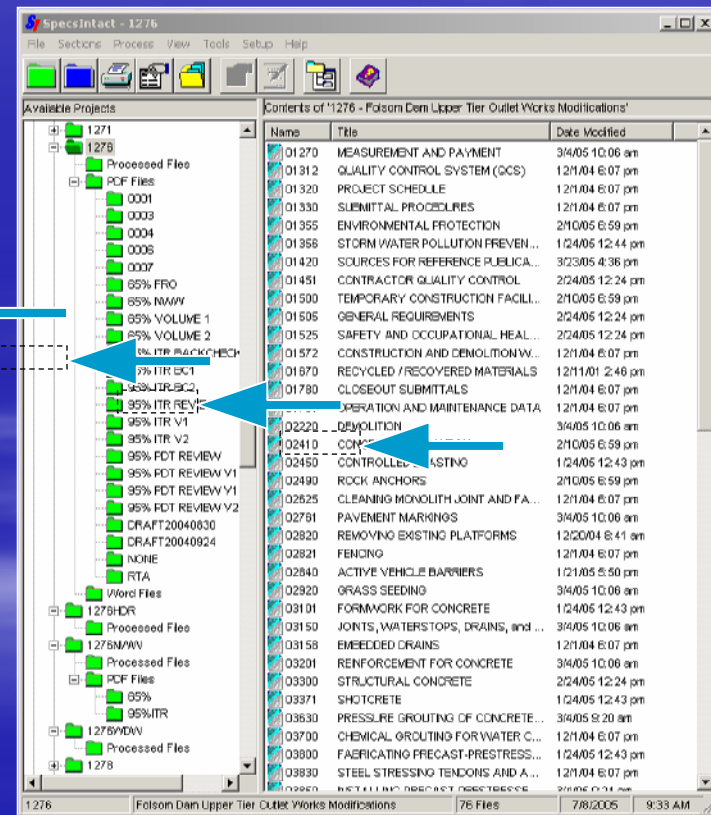 SpecsIntact - 1276
File Sections Process View Tools Setup Help
Available Projects
1271
1276
Processed Files
PDF Files
0001
0003
0004
0006
0007
65% FRO
65% NWW
65% VOLUME 1
65% VOLUME 2
ITR BACKCHECK
ITR BC1
95% ITR BC2
95% ITR REVIE
95% ITR V1
95% ITR V2
95% PDT REVIEW
95% PDT REVIEW V1
95% PDT REVIEW V1
95% PDT REVIEW V2
DRAFT20040830
DRAFT20040924
NONE
RTA
Word Files
1276HDR
Processed Files
1276NWW
Processed Files
PDF Files
65%
95%ITR
1276WDW
Processed Files
1278
Contents of '1276 - Folsom Dam Upper Tier Outlet Works Modifications'
Name Title Date Modified
01270 MEASUREMENT AND PAYMENT 3/4/05 10:06 am
01312 QUALITY CONTROL SYSTEM (QCS) 12/1/04 6:07 pm
01320 PROJECT SCHEDULE 12/1/04 6:07 pm
01330 SUBMITTAL PROCEDURES 12/1/04 6:07 pm
01355 ENVIRONMENTAL PROTECTION 2/10/05 6:59 pm
01356 STORM WATER POLLUTION PREVEN... 1/24/05 12:44 pm
01420 SOURCES FOR REFERENCE PUBLICA... 3/23/05 4:36 pm
01451 CONTRACTOR QUALITY CONTROL 2/24/05 12:24 pm
01500 TEMPORARY CONSTRUCTION FACILI... 2/10/05 6:59 pm
01505 GENERAL REQUIREMENTS 2/24/05 12:24 pm
01525 SAFETY AND OCCUPATIONAL HEAL... 2/24/05 12:24 pm
01572 CONSTRUCTION AND DEMOLITION W... 12/1/04 6:07 pm
01670 RECYCLED / RECOVERED MATERIALS 12/11/01 2:46 pm
01780 CLOSEOUT SUBMITTALS 12/1/04 6:07 pm
OPERATION AND MAINTENANCE DATA 12/1/04 6:07 pm
02220 DEMOLITION 3/4/05 10:06 am
02410 2/10/05 6:59 pm
02450 CONTROLLED BLASTING 1/24/05 12:43 pm
02490 ROCK ANCHORS 2/10/05 6:59 pm
02625 CLEANING MONOLITH JOINT AND FA... 12/1/04 6:07 pm
02761 PAVEMENT MARKINGS 3/4/05 10:06 am
02820 REMOVING EXISTING PLATFORMS 12/20/04 8:41 am
02821 FENCING 12/1/04 6:07 pm
02840 ACTIVE VEHICLE BARRIERS 1/21/05 5:50 pm
02920 GRASS SEEDING 3/4/05 10:06 am
03101 FORMWORK FOR CONCRETE 1/24/05 12:43 pm
03150 JOINTS, WATERSTOPS, DRAINS, and ... 3/4/05 10:06 am
03158 EMBEDDED DRAINS 12/1/04 6:07 pm
03201 REINFORCEMENT FOR CONCRETE 3/4/05 10:06 am
03300 STRUCTURAL CONCRETE 2/24/05 12:24 pm
03371 SHOTCRETE 1/24/05 12:43 pm
03630 PRESSURE GROUTING OF CONCRETE... 3/4/05 9:20 am
03700 CHEMICAL GROUTING FOR WATER C... 12/1/04 6:07 pm
03800 FABRICATING PRECAST-PRESTRESS... 1/24/05 12:43 pm
03830 STEEL STRESSING TENDONS AND A... 12/1/04 6:07 pm
1276 Folsom Dam Upper Tier Outlet Works Modifications 76 Files 7/8/2005 9:33 AM